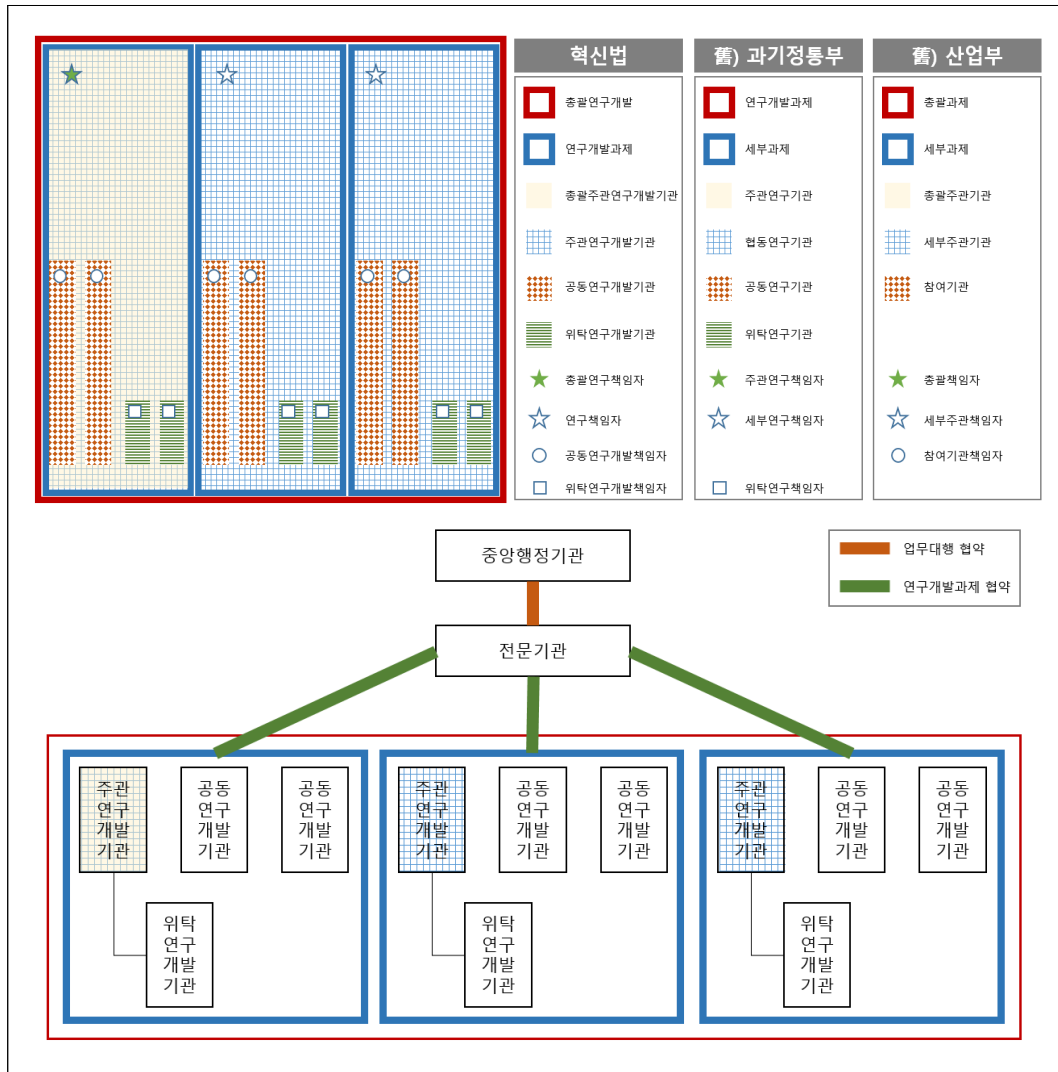 혁신법
총괄연구개발
연구개발과제
총괄주관연구개발기관
주관연구개발기관
공동연구개발기관
위탁연구개발기관
총괄연구책임자
연구책임자
공동연구개발책임자
위탁연구개발책임자
舊) 과기정통부
연구개발과제
세부과제
주관연구기관
협동연구기관
공동연구기관
위탁연구기관
주관연구책임자
세부연구책임자
위탁연구책임자
舊) 산업부
총괄과제
세부과제
총괄주관기관
세부주관기관
참여기관
총괄책임자
세부주관책임자
참여기관책임자
중앙행정기관
전문기관
업무대행 협약
연구개발과제 협약
주관
연구
개발
기관
공동
연구
개발
기관
공동
연구
개발
기관
위탁
연구
개발
기관
주관
연구
개발
기관
공동
연구
개발
기관
공동
연구
개발
기관
위탁
연구
개발
기관
주관
연구
개발
기관
공동
연구
개발
기관
공동
연구
개발
기관
위탁
연구
개발
기관